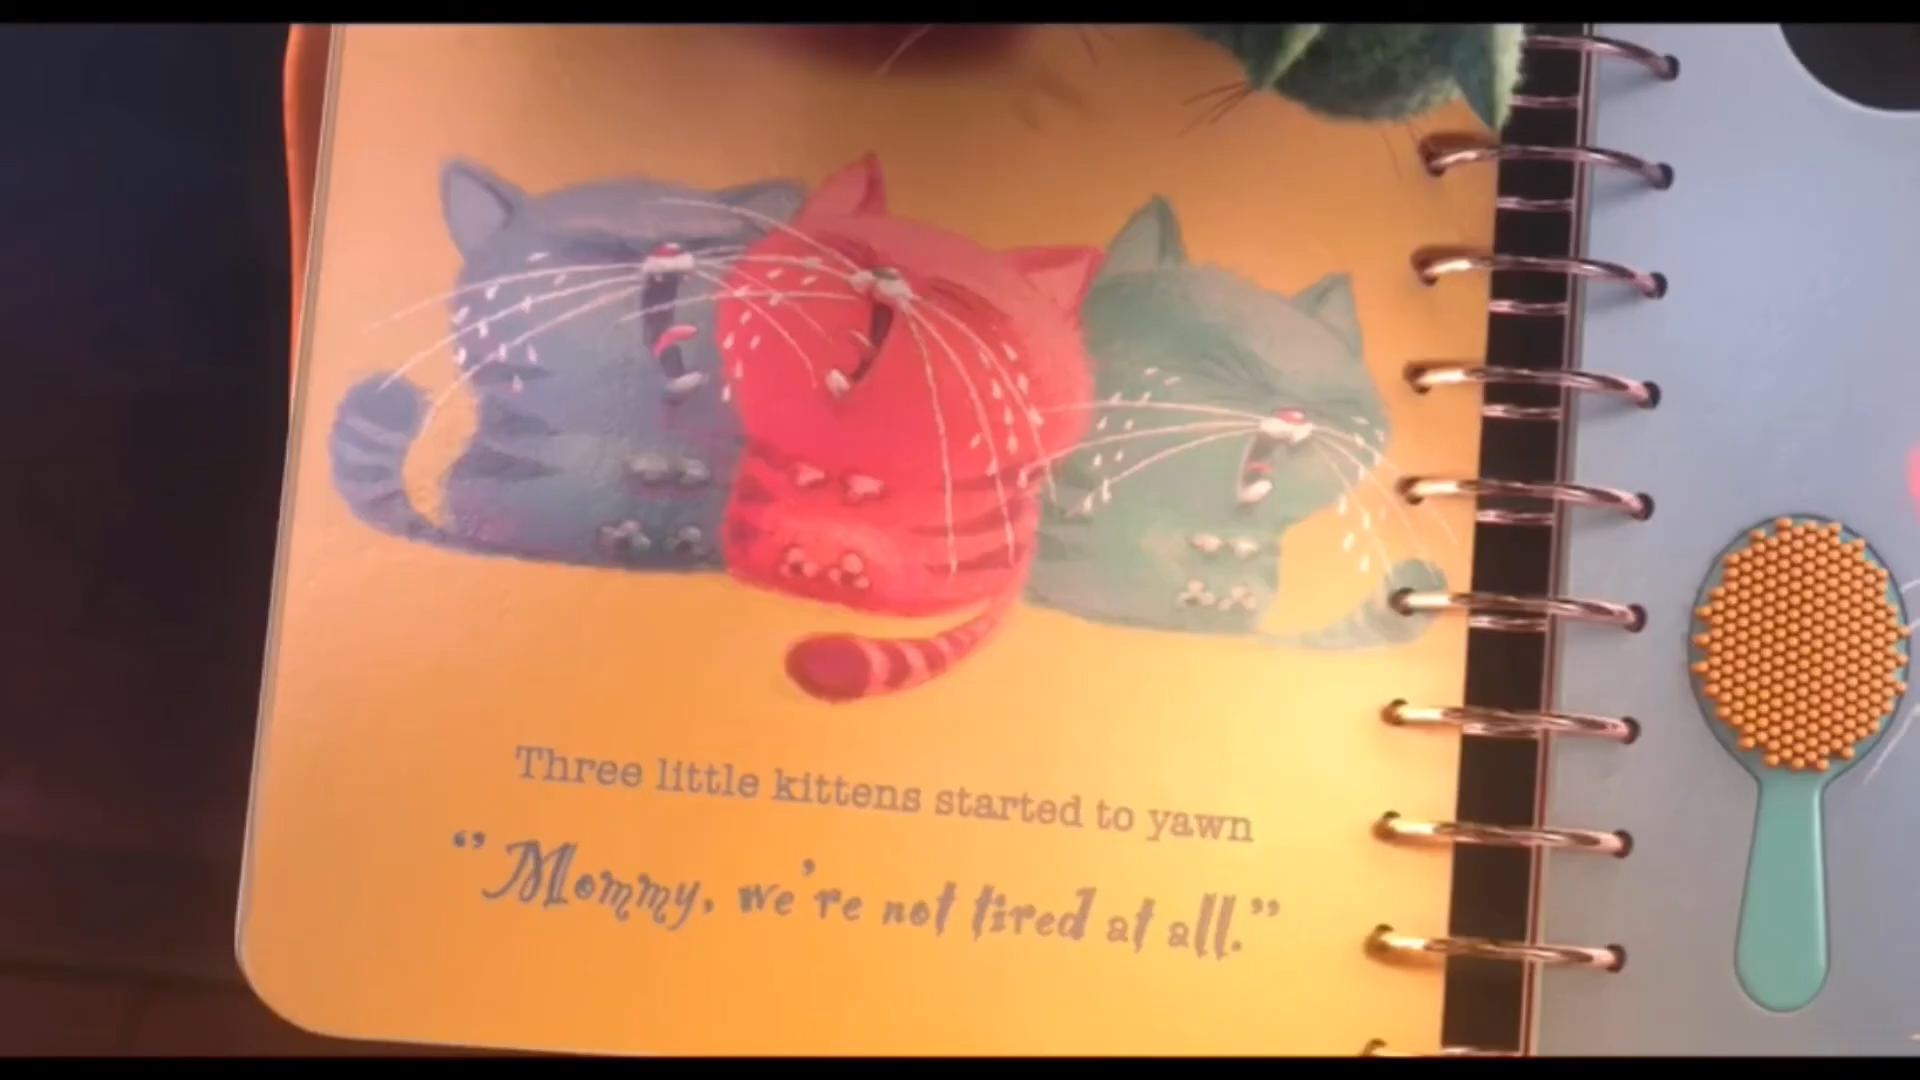 Three little kittens started to yawn
“Mommy, we're not tired at all.”